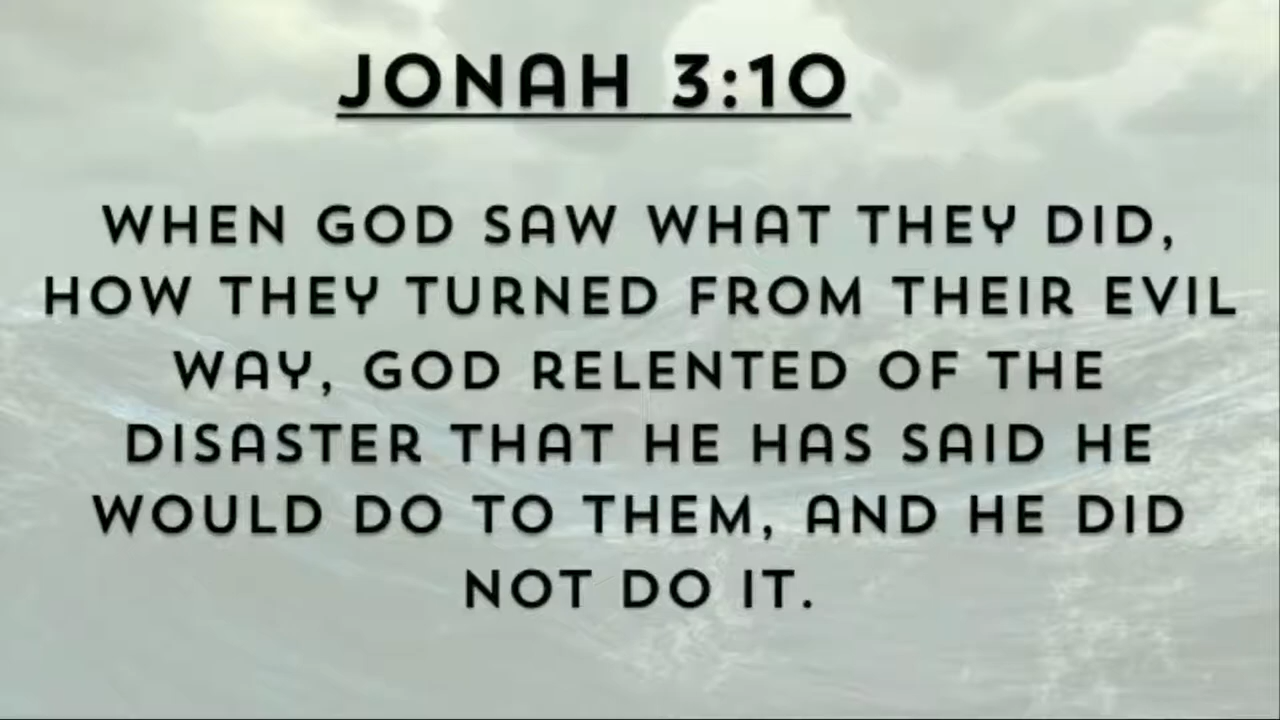 JONAH 3:10
WHEN GOD SAW WHAT THEY DID,
HOW THEY TURNED FROM THEIR EVIL
WAY, GOD RELENTED OF THE
DISASTER THAT HE HAS SAID HE
WOULD DO TO THEM, AND HE DID
NOT DO IT.